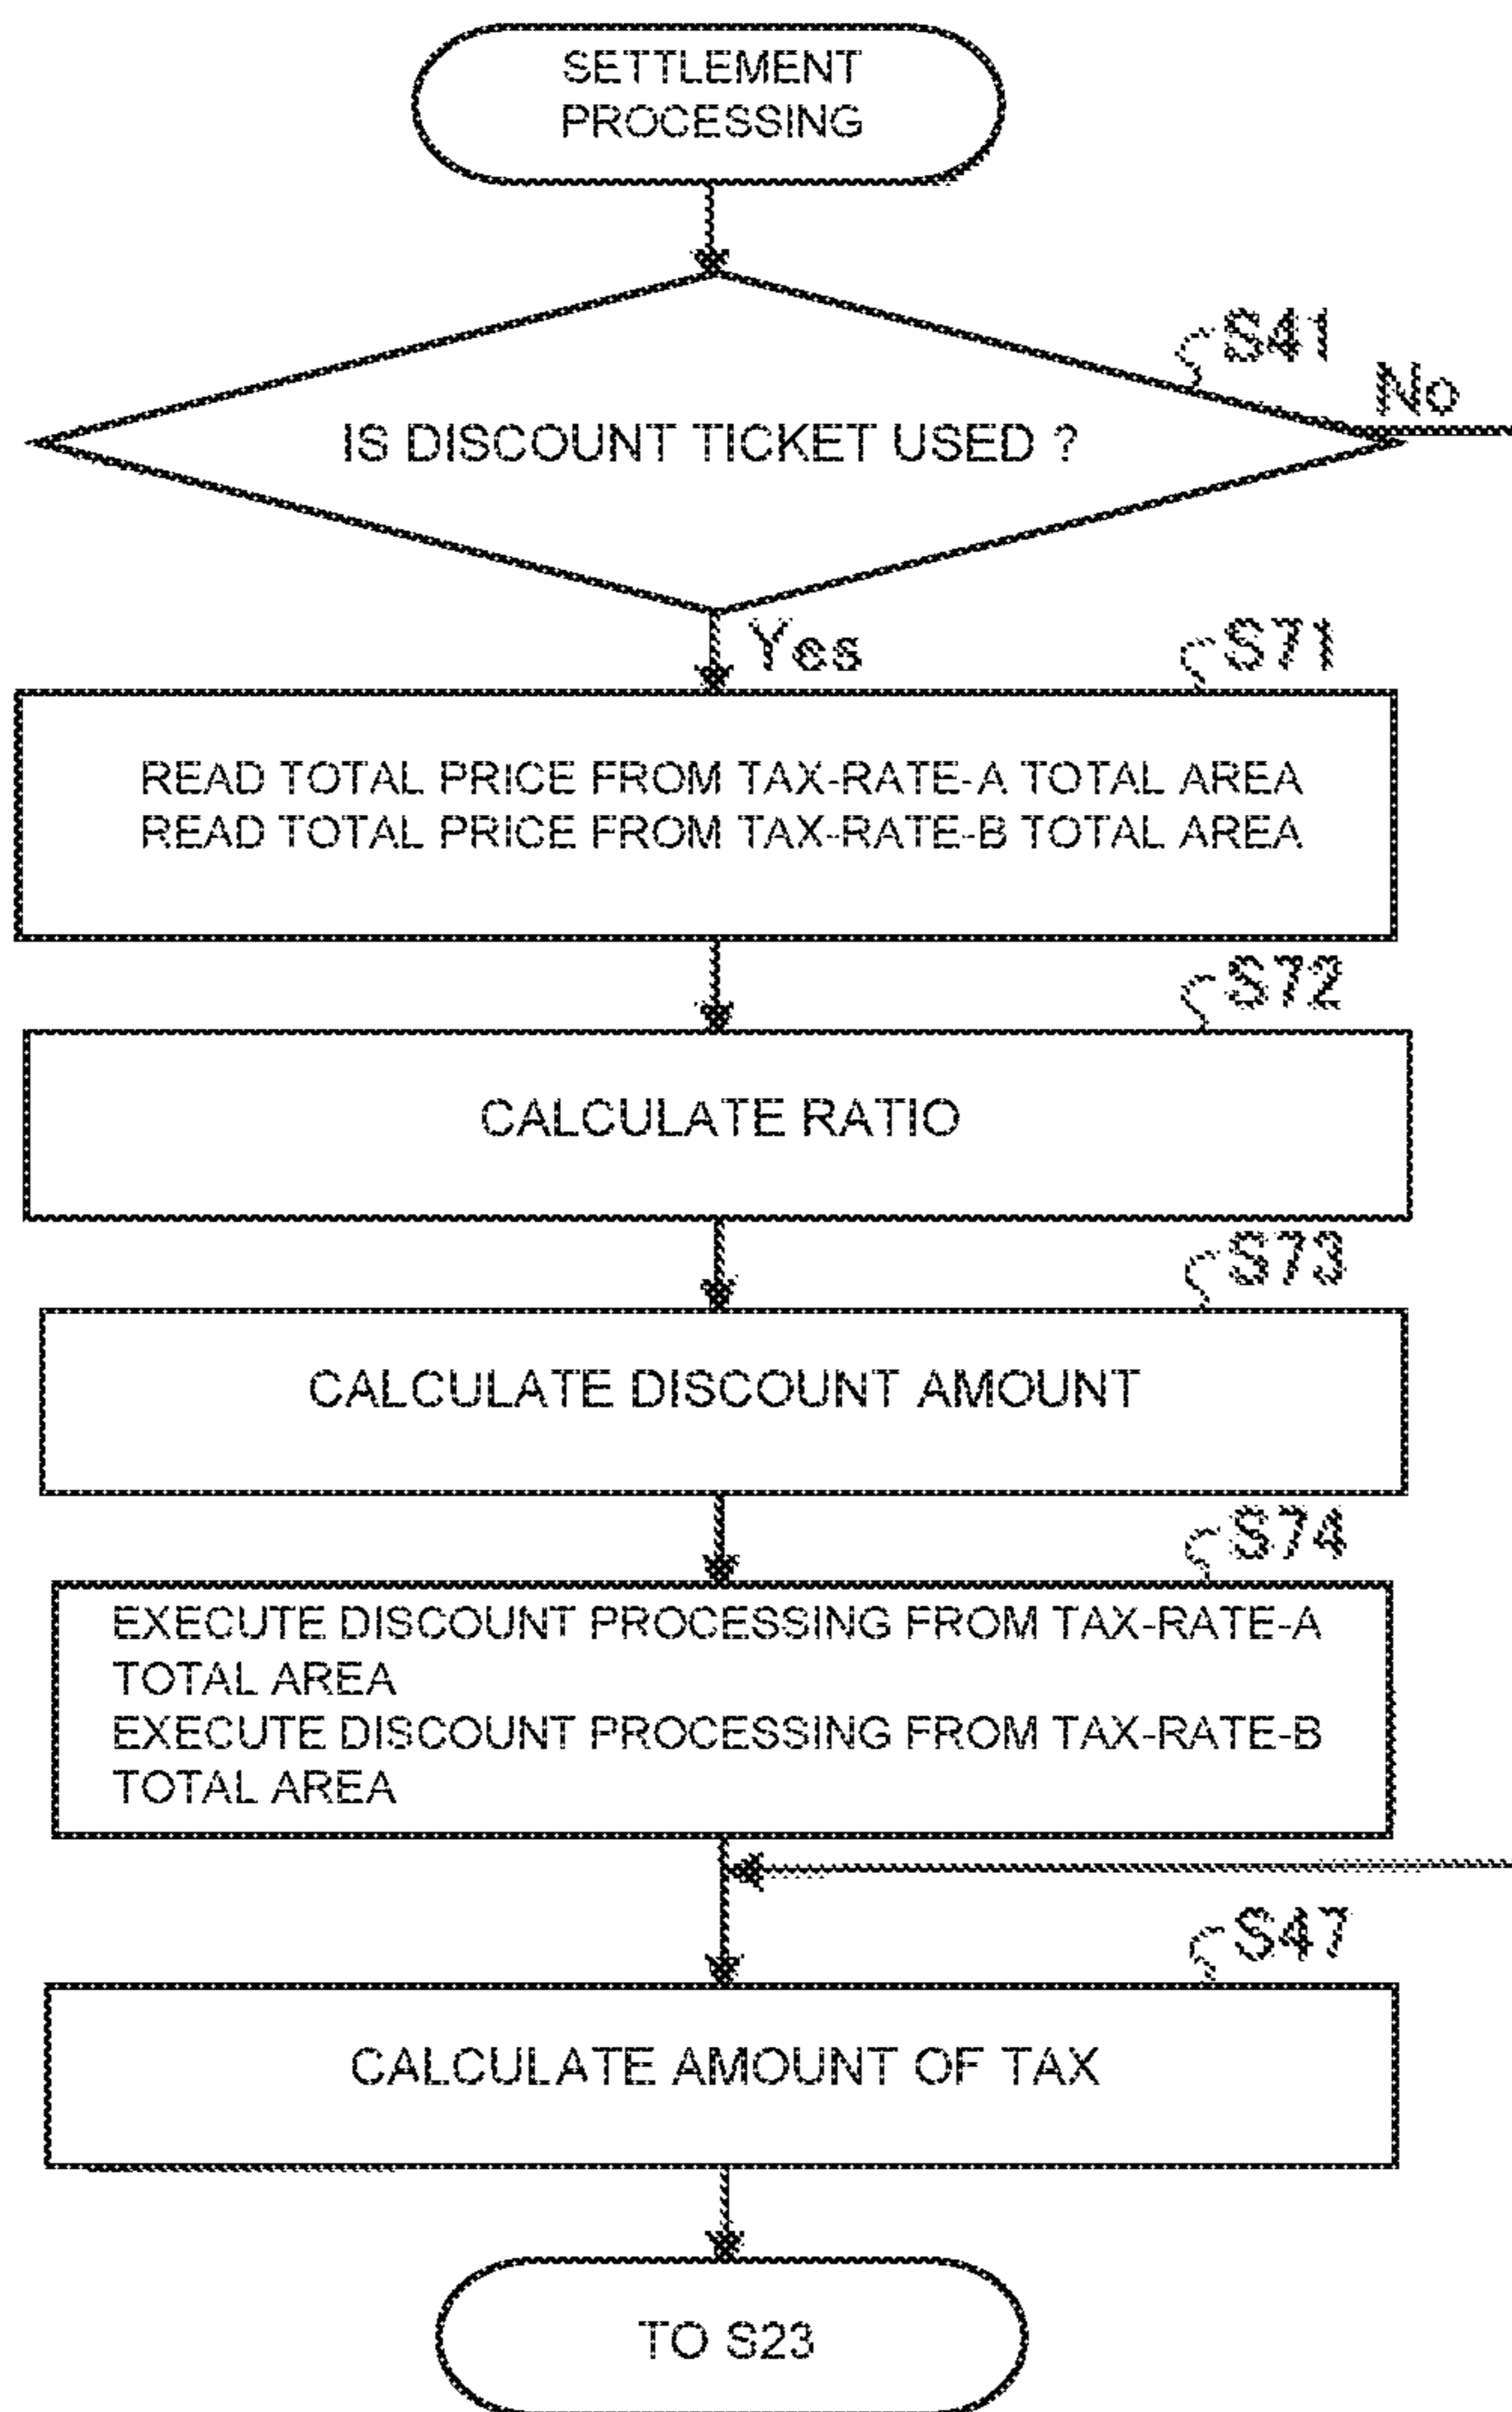 SETTLEMENT
PROCESSING
S41
No
IS DISCOUNT TICKET USED ?
Yes
S71
READ TOTAL PRICE FROM TAX-RATE-A TOTAL AREA
READ TOTAL PRICE FROM TAX-RATE-B TOTAL AREA
S72
CALCULATE RATIO
S73
CALCULATE DISCOUNT AMOUNT
S74
EXECUTE DISCOUNT PROCESSING FROM TAX-RATE-A
TOTAL AREA
EXECUTE DISCOUNT PROCESSING FROM TAX-RATE-B
TOTAL AREA
S47
CALCULATE AMOUNT OF TAX
TO S23